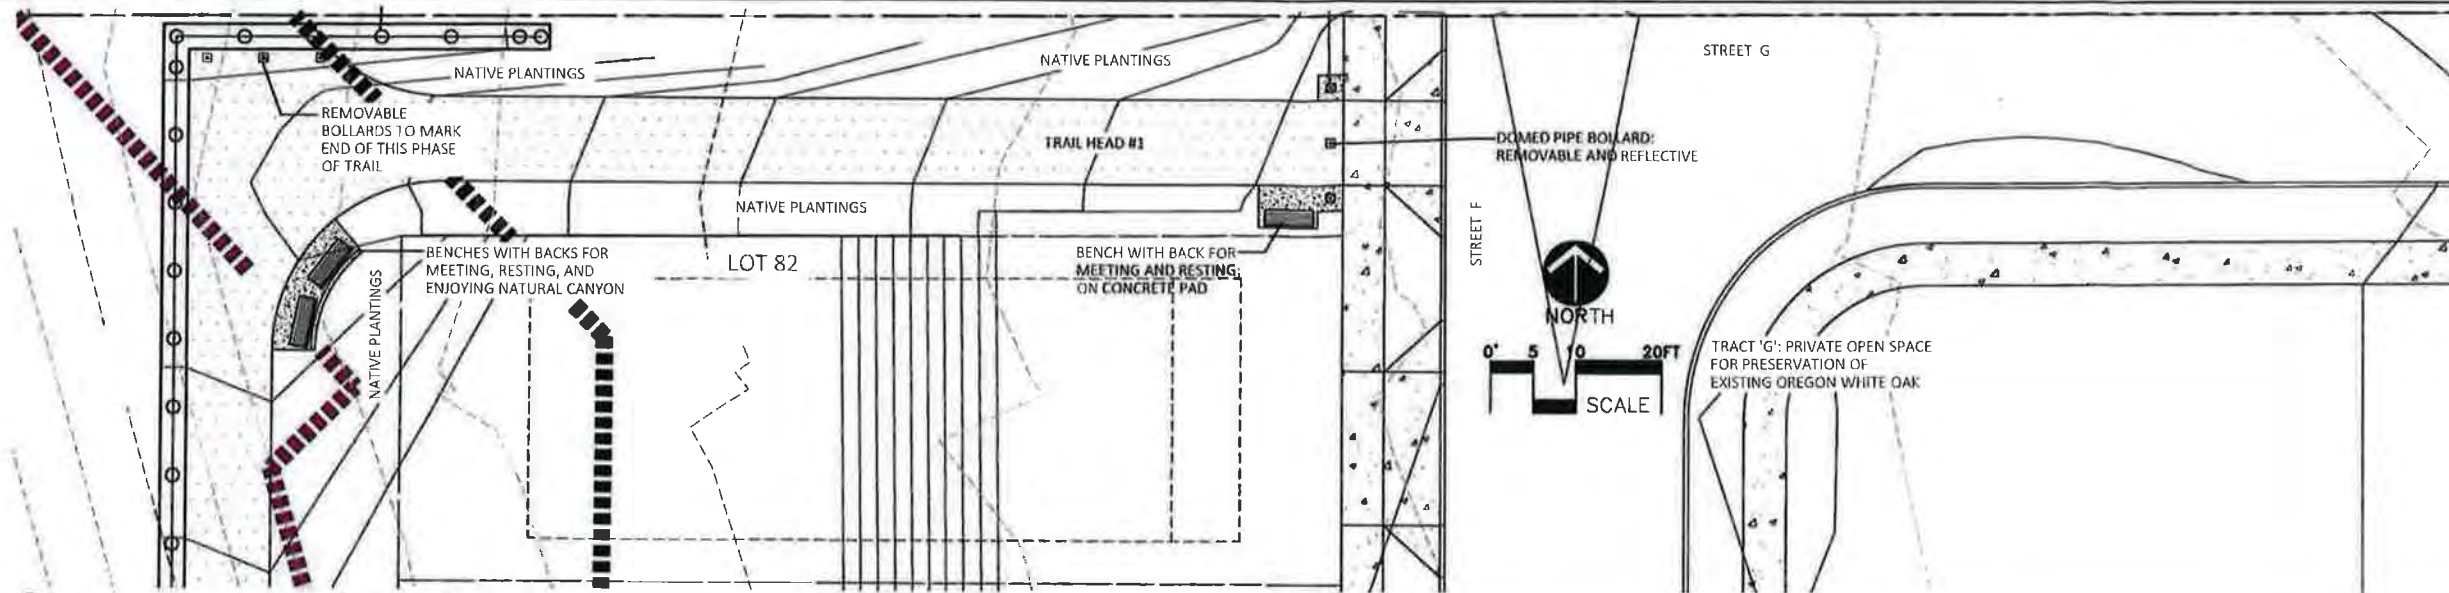 NATIVE PLANTINGS
NATIVE PLANTINGS
STREET G
REMOVABLE
BOLLARDS TO MARK
END OF THIS PHASE
OF TRAIL
TRAIL HEAD #1
DOMED PIPE BOLLARD:
REMOVABLE AND REFLECTIVE
NATIVE PLANTINGS
STREET F
BENCHES WITH BACKS FOR
MEETING, RESTING, AND
ENJOYING NATURAL CANYON
LOT 82
BENCH WITH BACK FOR
MEETING AND RESTING;
ON CONCRETE PAD
NATIVE PLANTINGS
NORTH
0' 5 10 20FT
SCALE
TRACT 'G': PRIVATE OPEN SPACE
FOR PRESERVATION OF
EXISTING OREGON WHITE OAK